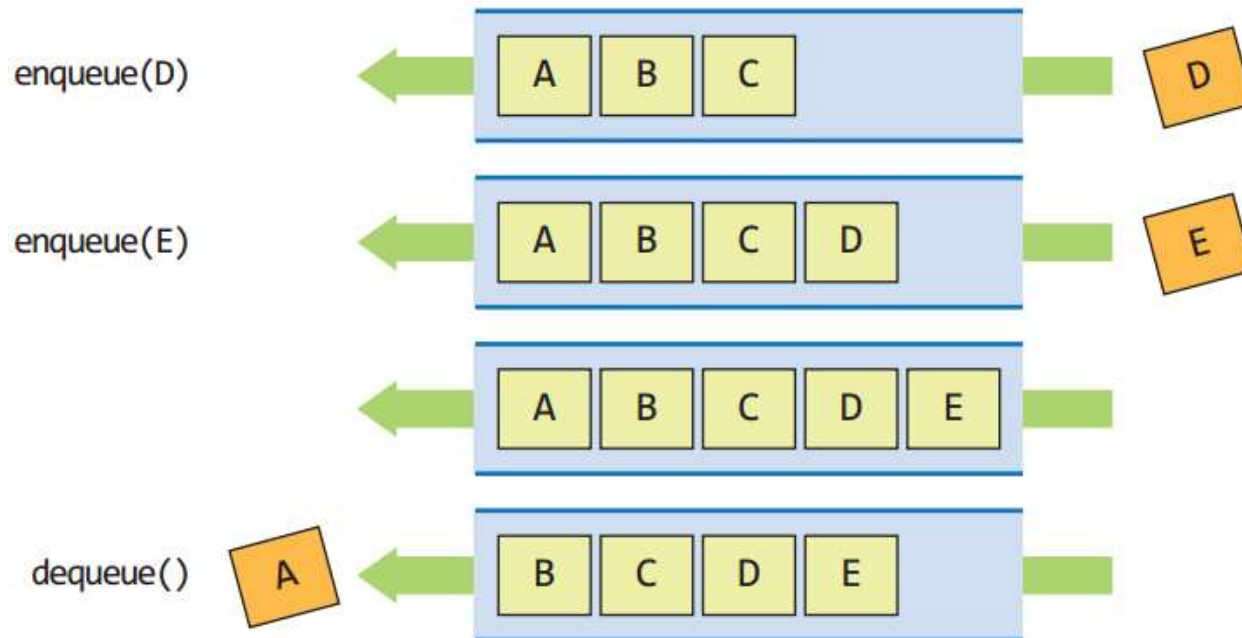 enqueue(D) A B C D
enqueue(E) A B C D E
A B C D E
dequeue() A B C D E